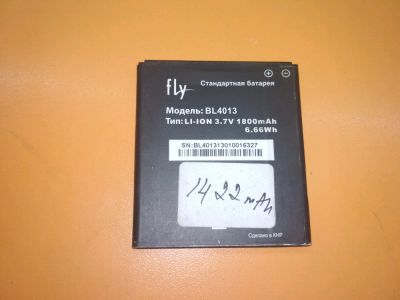 fly Стандартная батарея
Модель: BL4013
Тип: LI-ION 3.7V 1800mAh
6.66Wh
SN:BL401313010016327
1422 mAh
Сделано в КНР